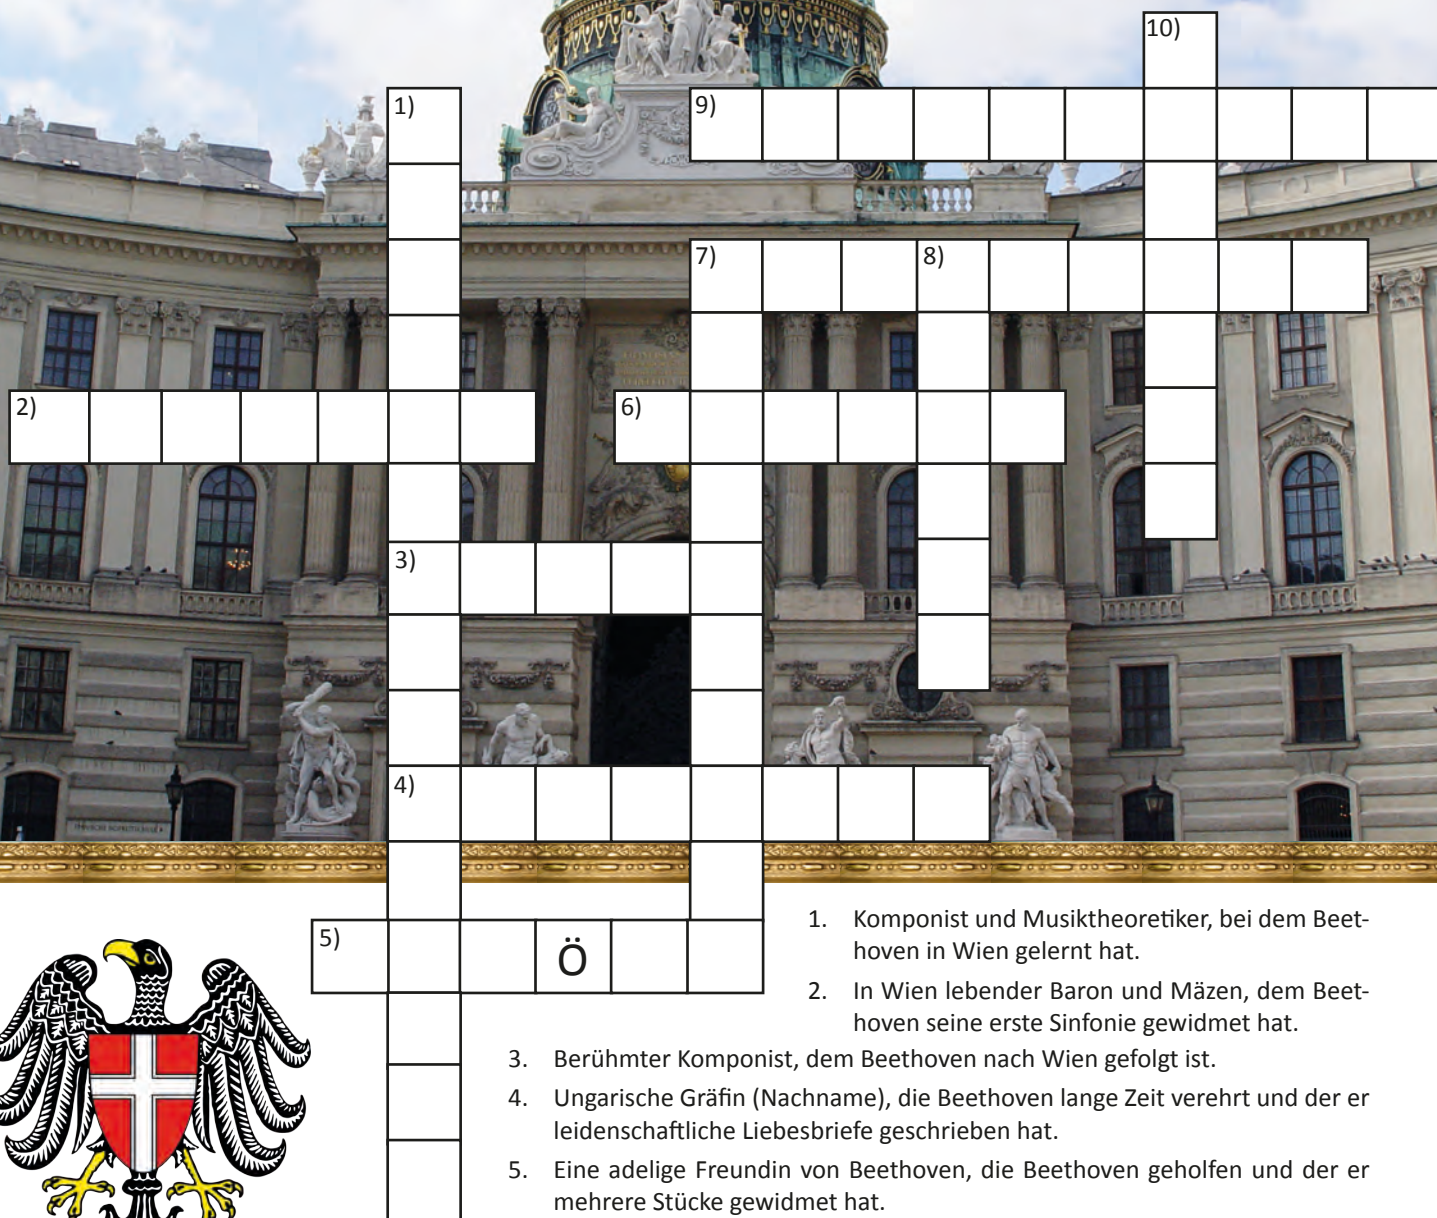 10)
1)
9)
7)
8)
2)
6)
3)
4)
5)
Ö
1. Komponist und Musiktheoretiker, bei dem Beet-
hoven in Wien gelernt hat.
2. In Wien lebender Baron und Mäzen, dem Beet-
hoven seine erste Sinfonie gewidmet hat.
3. Berühmter Komponist, dem Beethoven nach Wien gefolgt ist.
4. Ungarische Gräfin (Nachname), die Beethoven lange Zeit verehrt und der er
leidenschaftliche Liebesbriefe geschrieben hat.
5. Eine adelige Freundin von Beethoven, die Beethoven geholfen und der er
mehrere Stücke gewidmet hat.